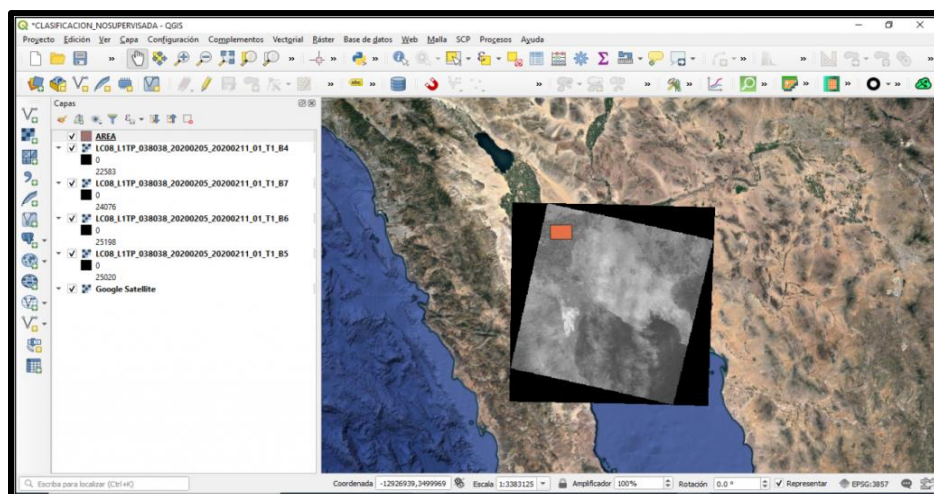 *CLASIFICACION_NOSUPERVISADA - QGIS
Proyecto Edición Ver Capa Configuración Complementos Vectorial Ráster Base de datos Web Malla SCP Procesos Ayuda
Capas
AREA
LC08_L1TP_038038_20200205_20200211_01_T1_B4
0
22583
LC08_L1TP_038038_20200205_20200211_01_T1_B7
0
24076
LC08_L1TP_038038_20200205_20200211_01_T1_B6
0
25198
LC08_L1TP_038038_20200205_20200211_01_T1_B5
0
25020
Google Satellite
Escriba para localizar (Ctrl+K) Coordenada -12926939,3499969 Escala 1:3383125 Amplificador 100% Rotación 0.0 ° Representar EPSG:3857